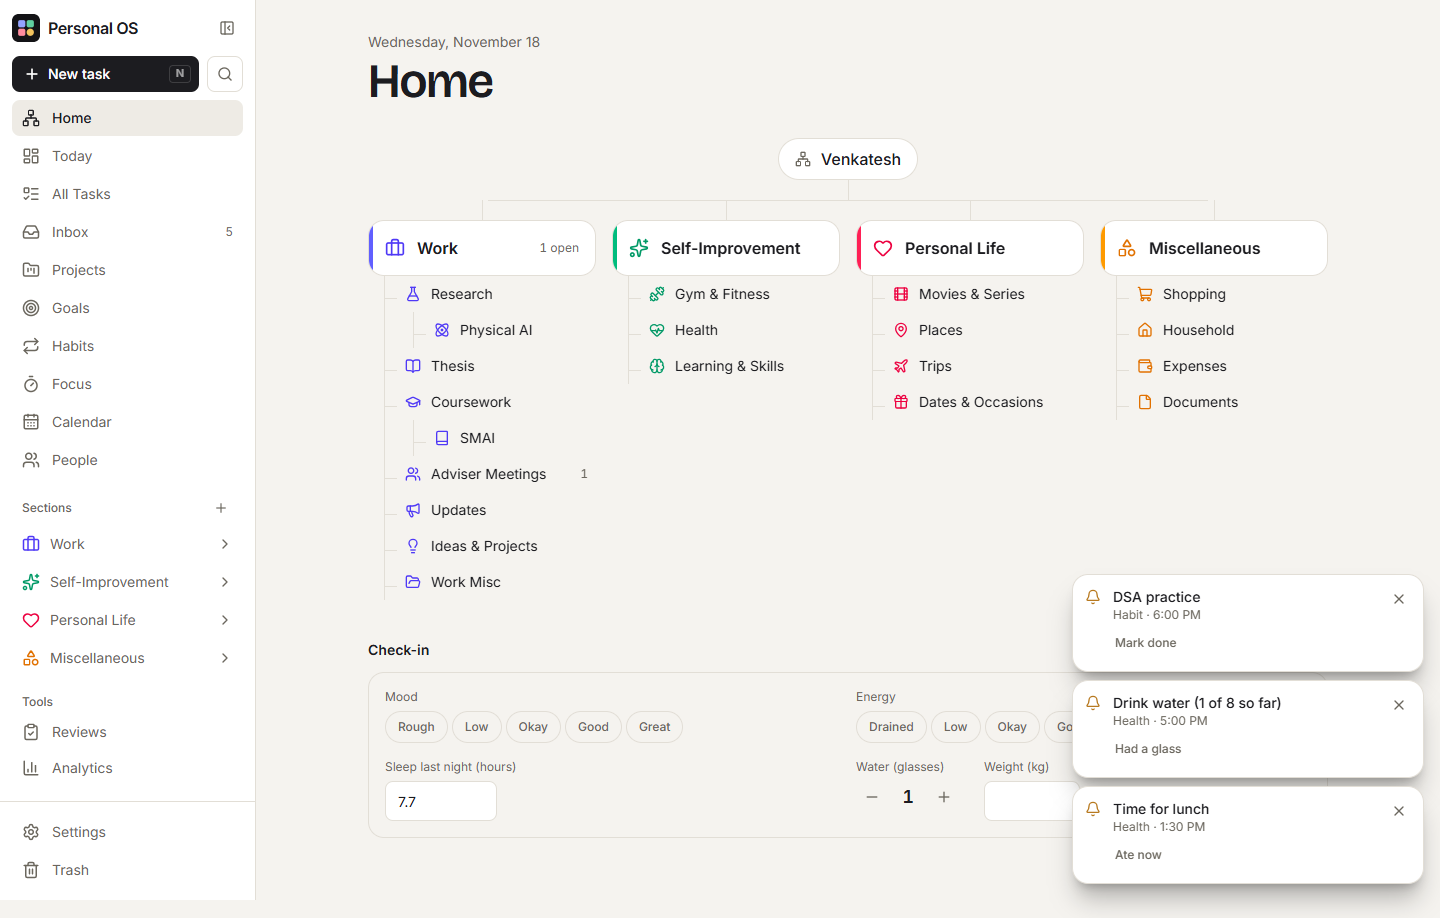 Personal OS
New task N
Home
Today
All Tasks
Inbox 5
Projects
Goals
Habits
Focus
Calendar
People
Sections
Work
Self-Improvement
Personal Life
Miscellaneous
Tools
Reviews
Analytics
Settings
Trash
Wednesday, November 18
Home
Venkatesh
Work 1 open
Research
Physical AI
Thesis
Coursework
SMAI
Adviser Meetings 1
Updates
Ideas & Projects
Work Misc
Self-Improvement
Gym & Fitness
Health
Learning & Skills
Personal Life
Movies & Series
Places
Trips
Dates & Occasions
Miscellaneous
Shopping
Household
Expenses
Documents
Check-in
Mood
Rough Low Okay Good Great
Energy
Drained Low Okay Go
Sleep last night (hours)
7.7
Water (glasses)
1
Weight (kg)
DSA practice
Habit · 6:00 PM
Mark done
Drink water (1 of 8 so far)
Health · 5:00 PM
Had a glass
Time for lunch
Health · 1:30 PM
Ate now